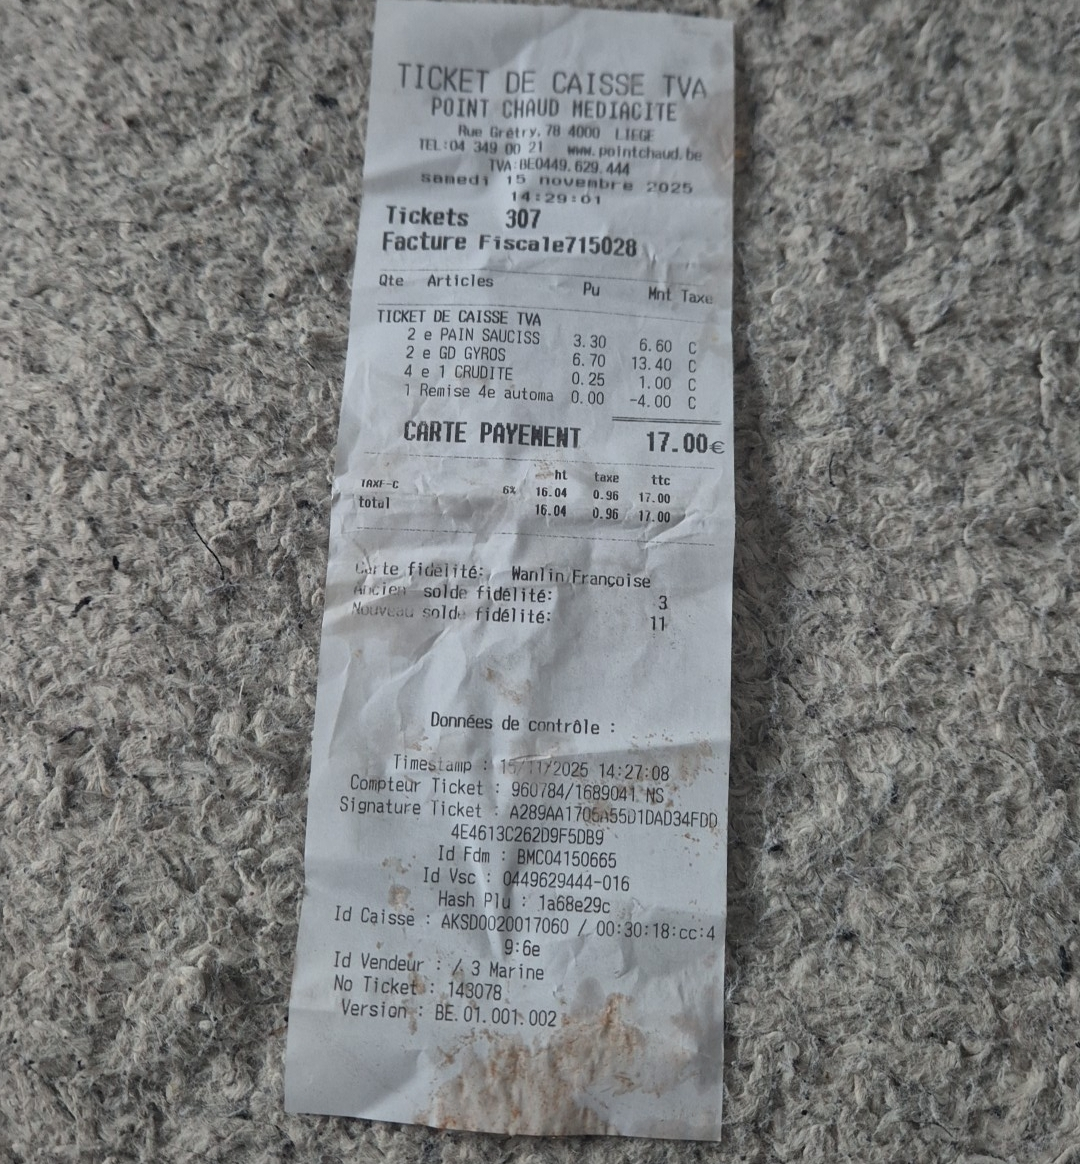 TICKET DE CAISSE TVA
POINT CHAUD MEDIACITE
Rue Grétry, 78 4000 LIEGE
TEL:04 349 00 21 www.pointchaud.be
TVA:BE0449.629.444
samedi 15 novembre 2025
14:29:01
Tickets 307
Facture Fiscale715028
Qte Articles Pu Mnt Taxe
TICKET DE CAISSE TVA
2 e PAIN SAUCISS 3.30 6.60 C
2 e GD GYROS 6.70 13.40 C
4 e 1 CRUDITE 0.25 1.00 C
1 Remise 4e automa 0.00 -4.00 C
CARTE PAYEMENT 17.00€
ht taxe ttc
TAXE-C 6% 16.04 0.96 17.00
total 16.04 0.96 17.00
Carte fidélité: Wanlin Françoise
Ancien solde fidélité: 3
Nouveau solde fidélité: 11
Données de contrôle :
Timestamp : 15/11/2025 14:27:08
Compteur Ticket : 960784/1689041 NS
Signature Ticket : A289AA1705A55D1DAD34FDD
4E4613C262D9F5DB9
Id Fdm : BMC04150665
Id Vsc : 0449629444-016
Hash Plu : 1a68e29c
Id Caisse : AKSD0020017060 / 00:30:18:cc:4
9:6e
Id Vendeur : / 3 Marine
No Ticket : 143078
Version : BE.01.001.002